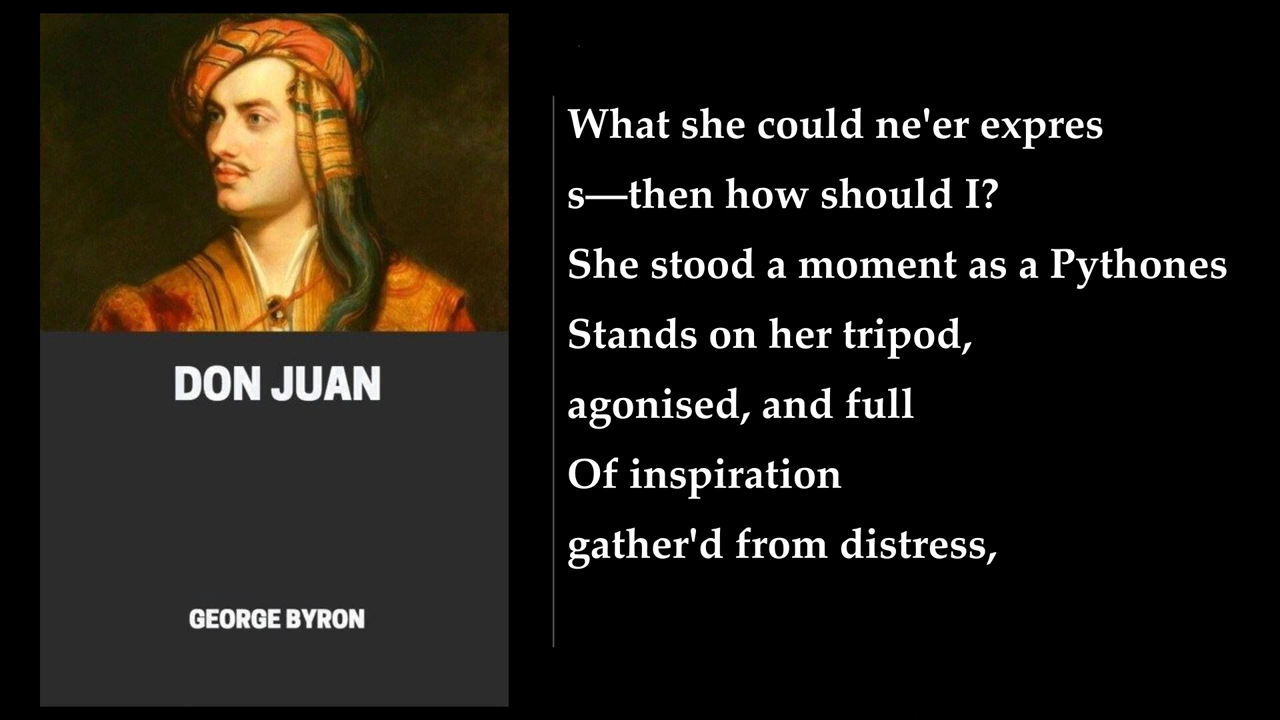 DON JUAN
GEORGE BYRON
What she could ne'er expres
s—then how should I?
She stood a moment as a Pythones
Stands on her tripod,
agonised, and full
Of inspiration
gather'd from distress,